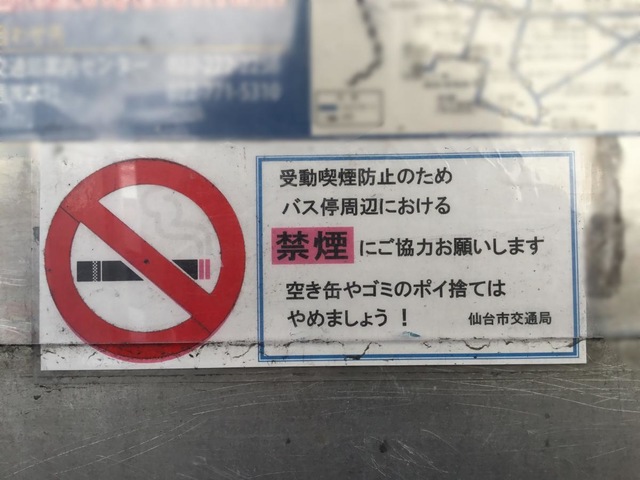 受動喫煙防止のため
バス停周辺における
禁煙にご協力お願いします
空き缶やゴミのポイ捨ては
やめましょう！
仙台市交通局